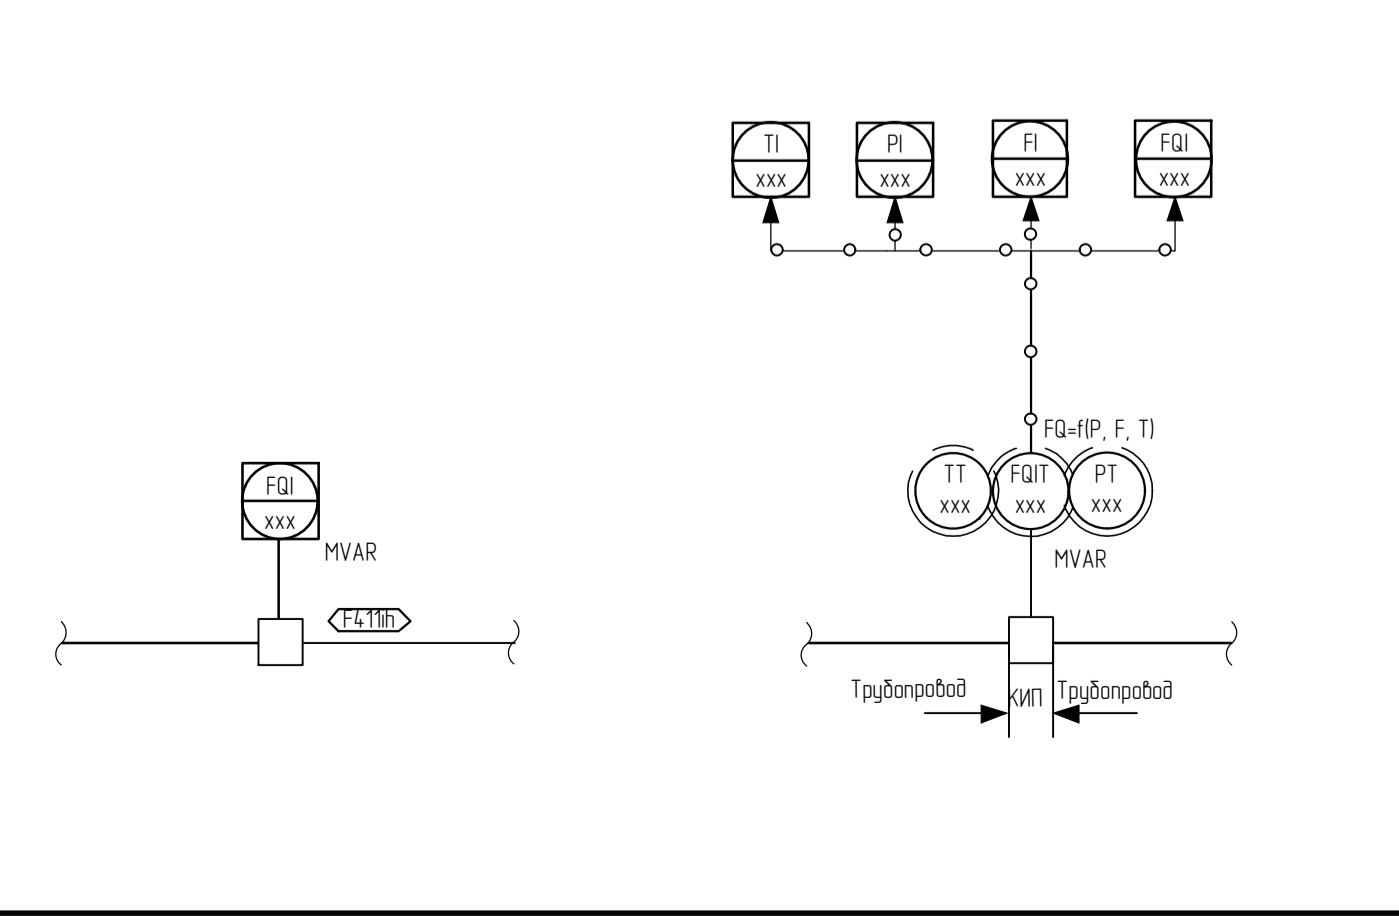 TI
XXX
PI
XXX
FI
XXX
FQI
XXX
FQ=f(P, F, T)
TT
XXX
FQIT
XXX
PT
XXX
MVAR
FQI
XXX
MVAR
F411ih
Трубопровод
КИП
Трубопровод